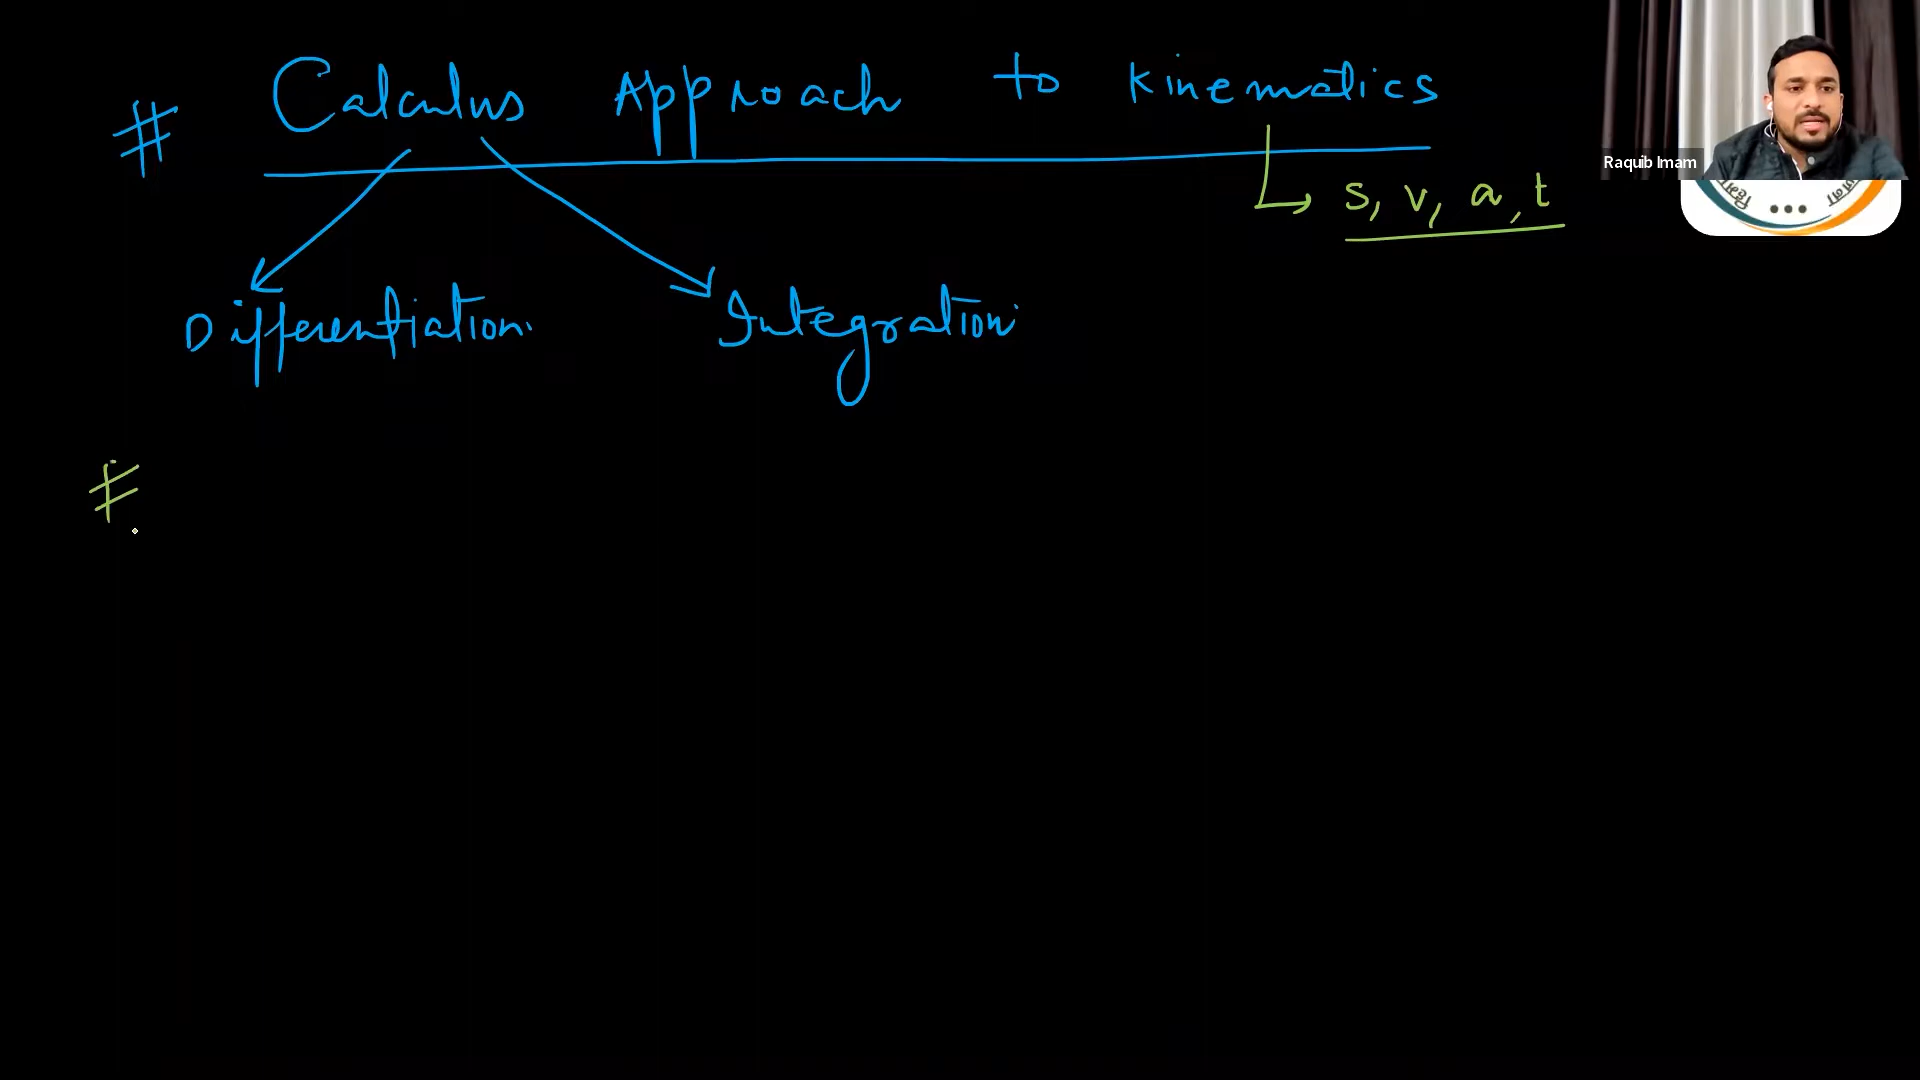 # Calculus Approach to Kinematics
Raquib Imam
↳ s, v, a, t
Differentiation.
Integration
#